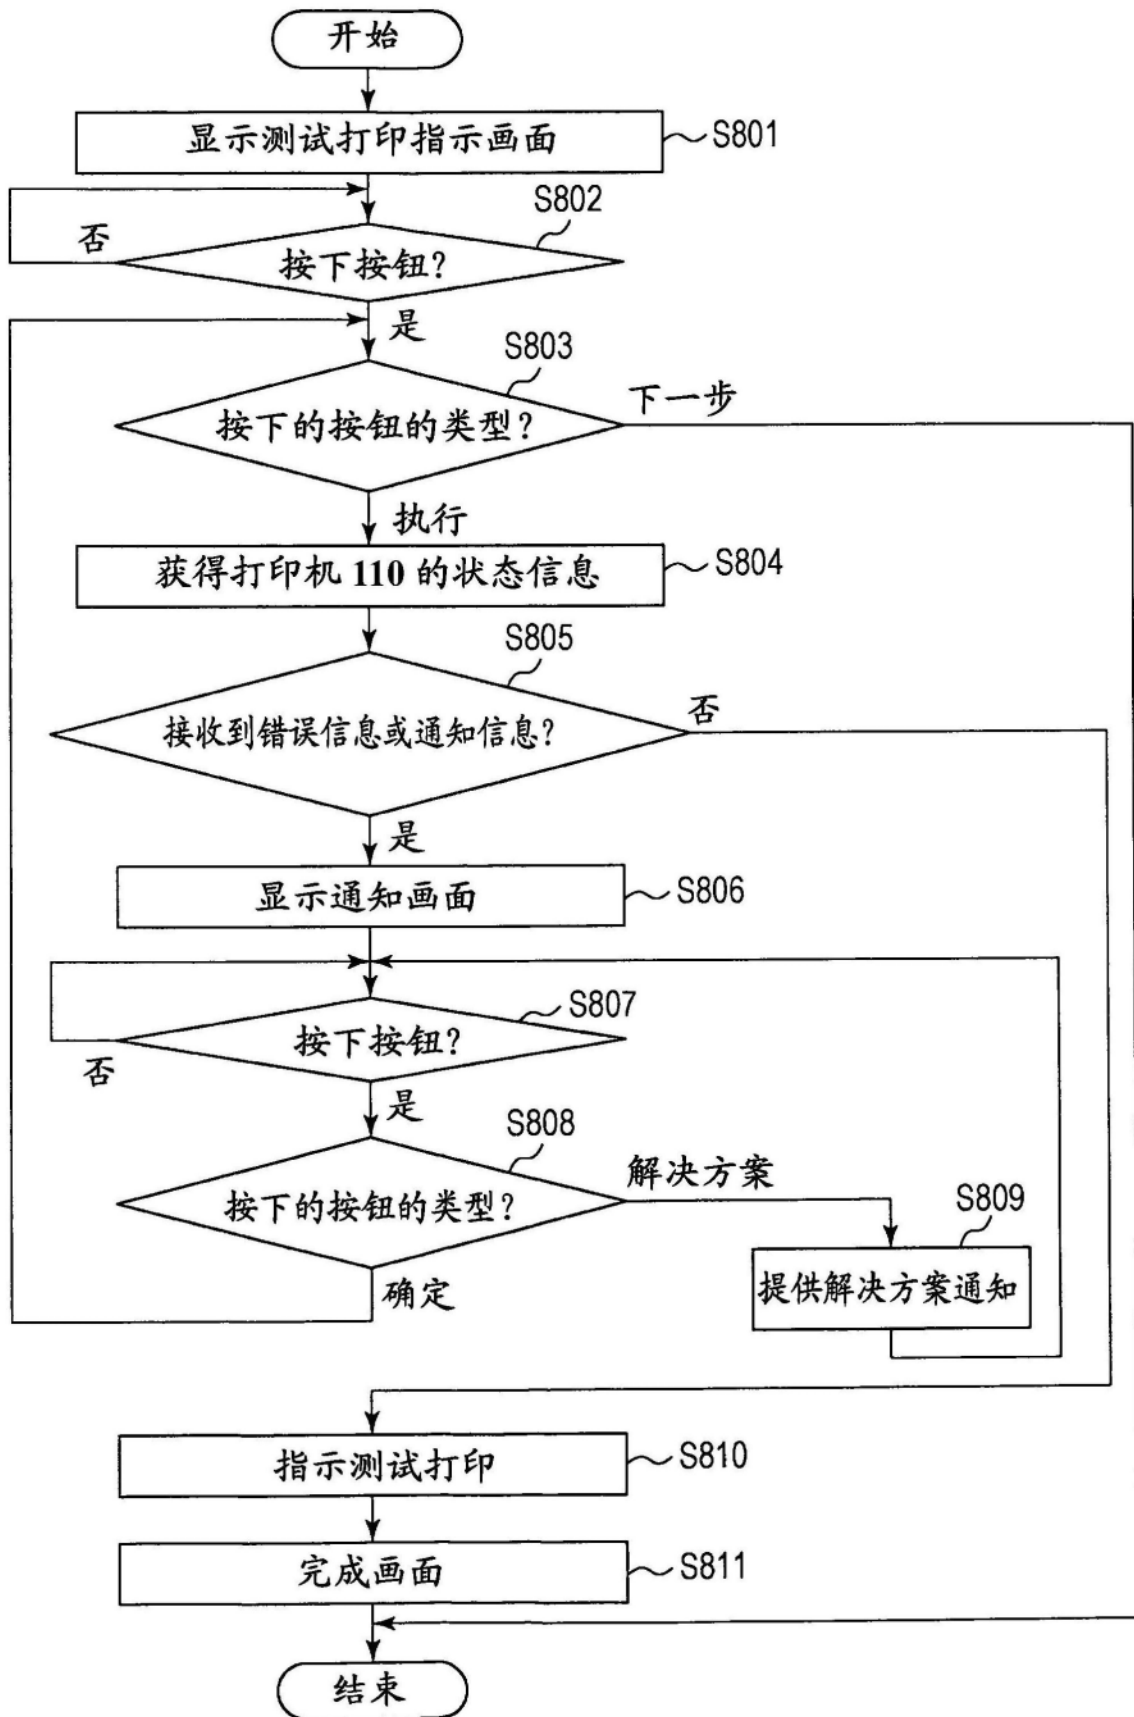 开始
显示测试打印指示画面
S801
S802
否
按下按钮?
是
S803
下一步
按下的按钮的类型?
执行
获得打印机 110 的状态信息
S804
S805
否
接收到错误信息或通知信息?
是
显示通知画面
S806
S807
按下按钮?
否
是
S808
解决方案
按下的按钮的类型?
S809
确定
提供解决方案通知
指示测试打印
S810
完成画面
S811
结束